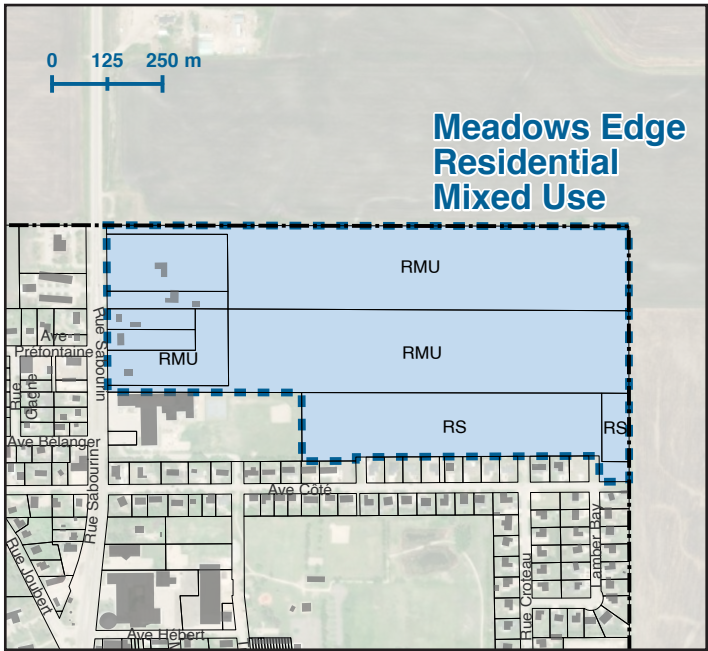 0 125 250 m
Meadows Edge
Residential
Mixed Use
RMU
RMU
RMU
RS
RS
Rue Sabourin
Ave
Préfontaine
Rue
Gagné
Ave Bélanger
Rue Sabourin
Ave Côté
Rue Joubert
Ave Hébert
Rue Croteau
Lamber Bay